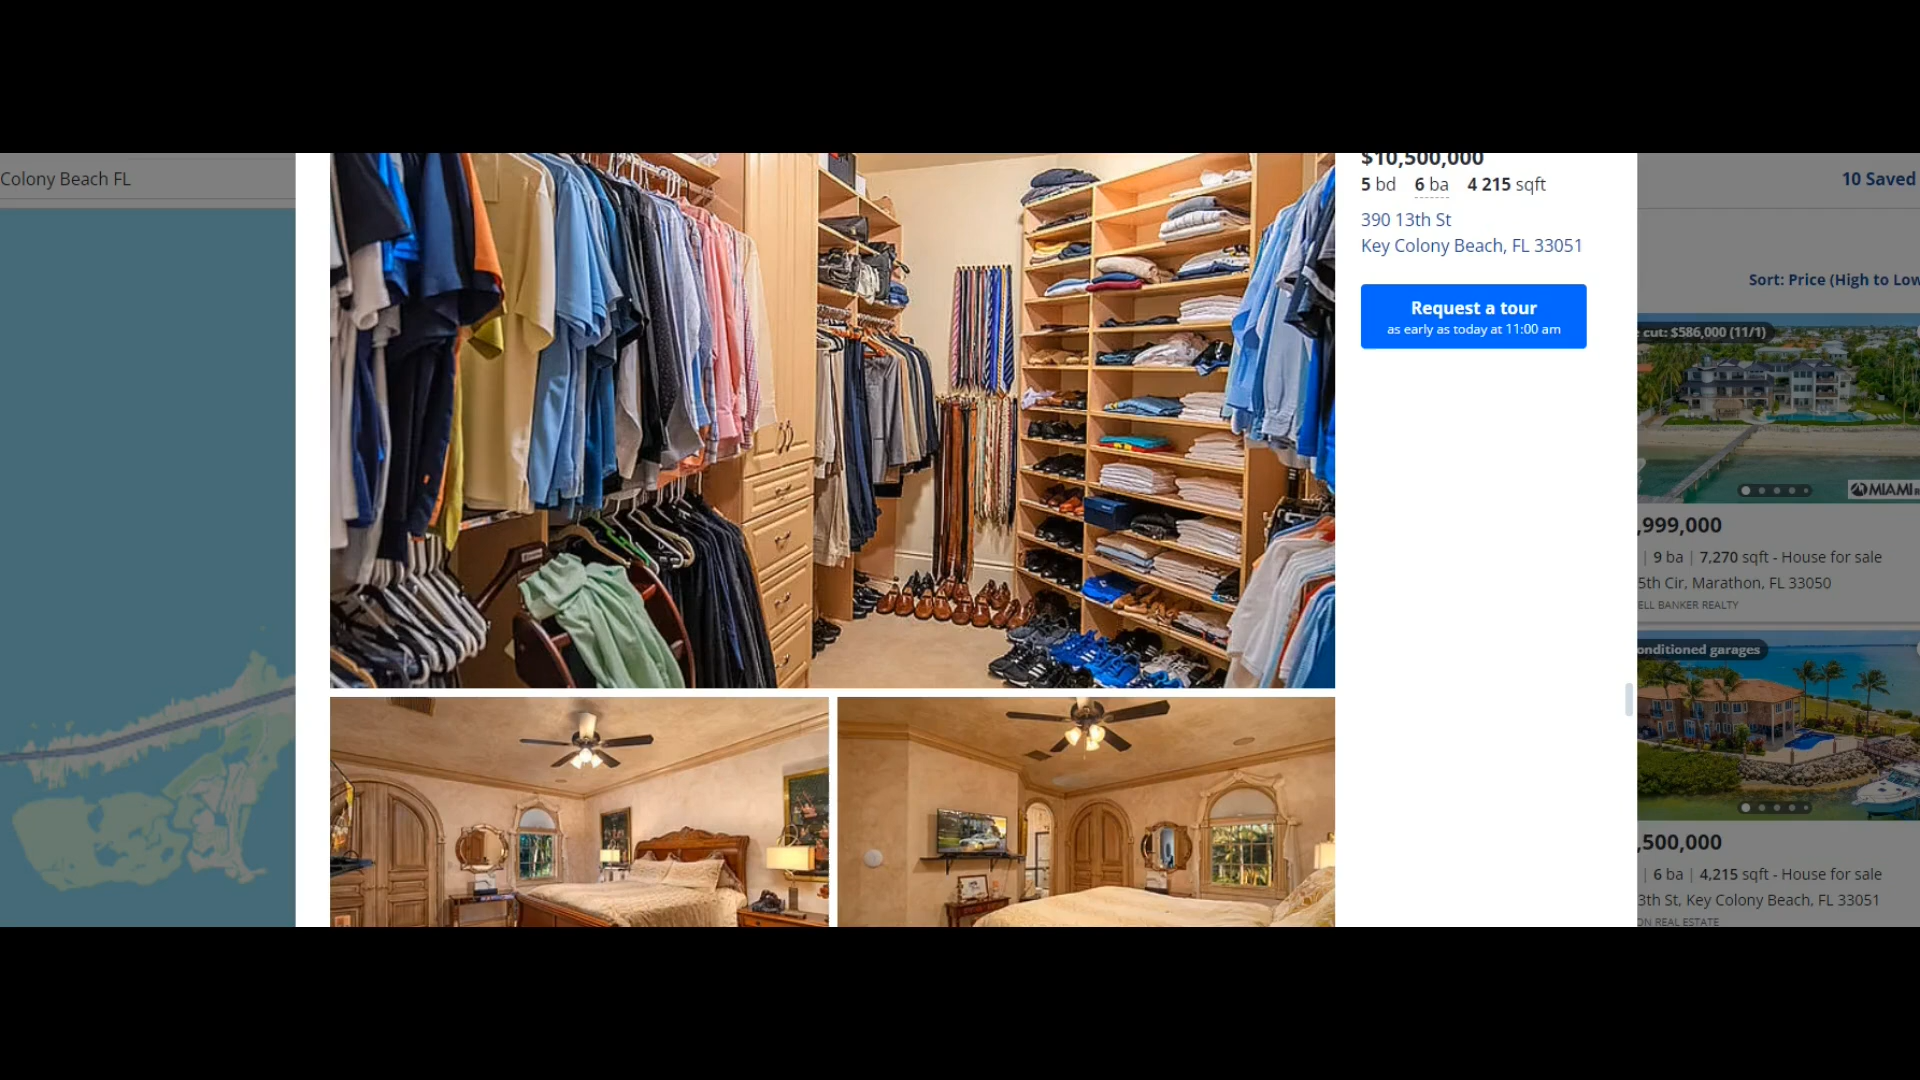 Colony Beach FL
$10,500,000
5 bd 6 ba 4 215 sqft
390 13th St
Key Colony Beach, FL 33051
Request a tour
as early as today at 11:00 am
10 Saved
Sort: Price (High to Low
cut: $586,000 (11/1)
MIAMI
,999,000
| 9 ba | 7,270 sqft - House for sale
5th Cir, Marathon, FL 33050
ELL BANKER REALTY
onditioned garages
,500,000
| 6 ba | 4,215 sqft - House for sale
3th St, Key Colony Beach, FL 33051
ON REAL ESTATE